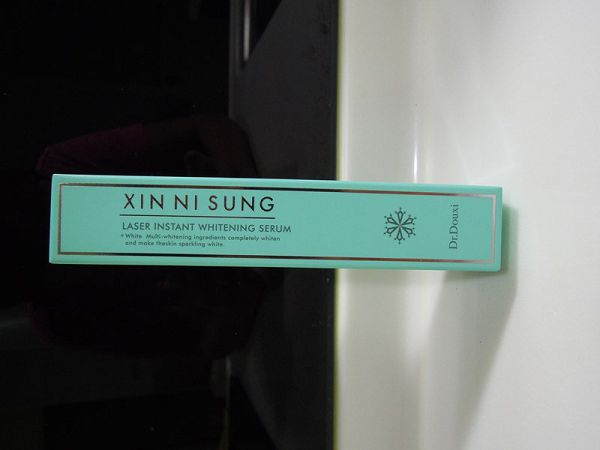 XIN NI SUNG
LASER INSTANT WHITENING SERUM
* White. Multi-whitening ingredients completely whiten
and make theskin sparkling white.
Dr.Douxi